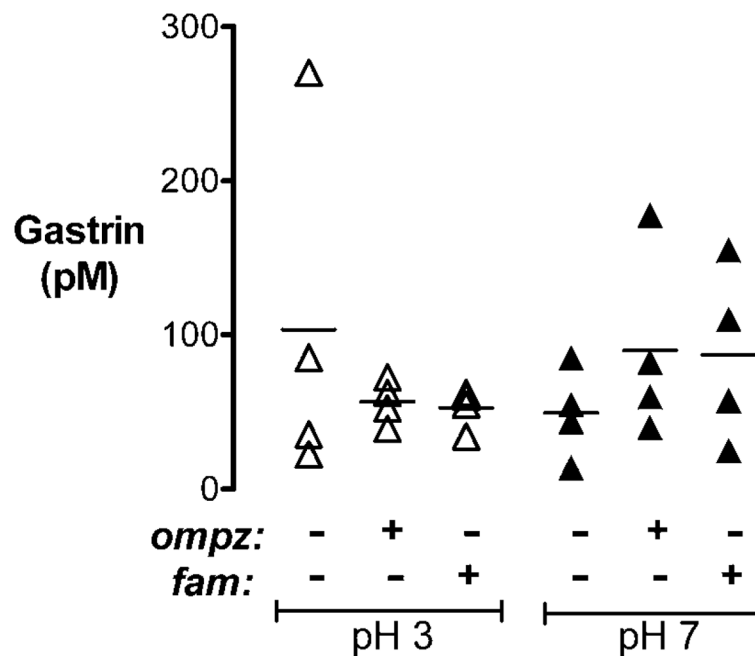 300
200
Gastrin
(pM)
100
0
ompz: - + - - + -
fam: - - + - - +
pH 3 pH 7